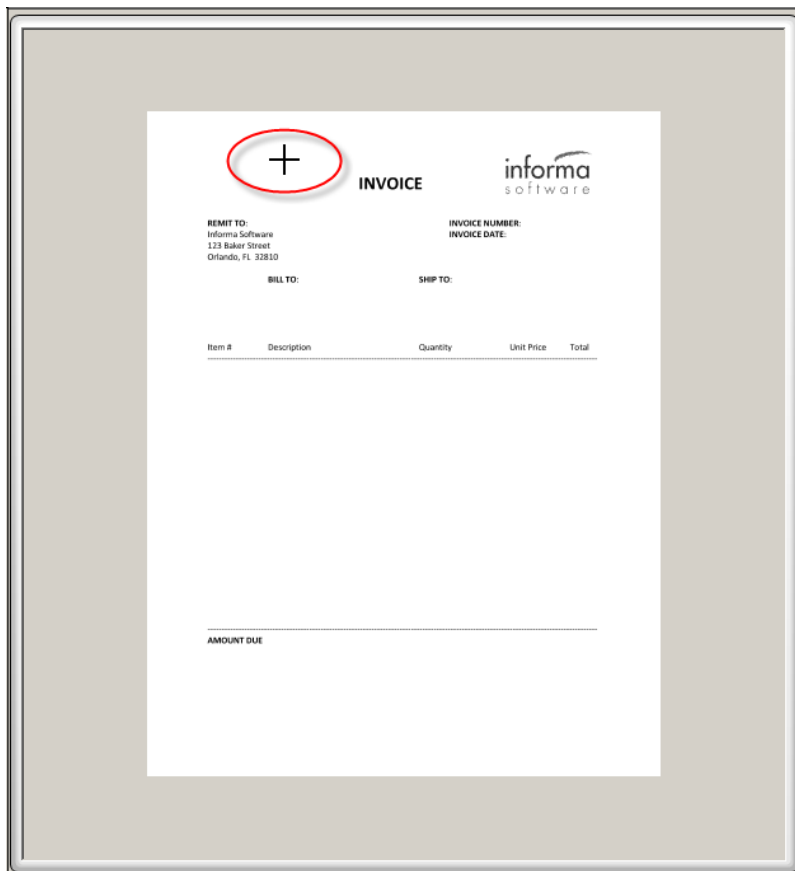 INVOICE
informa
software
REMIT TO:
Informa Software
123 Baker Street
Orlando, FL 32810
INVOICE NUMBER:
INVOICE DATE:
BILL TO: SHIP TO:
Item # Description Quantity Unit Price Total
AMOUNT DUE